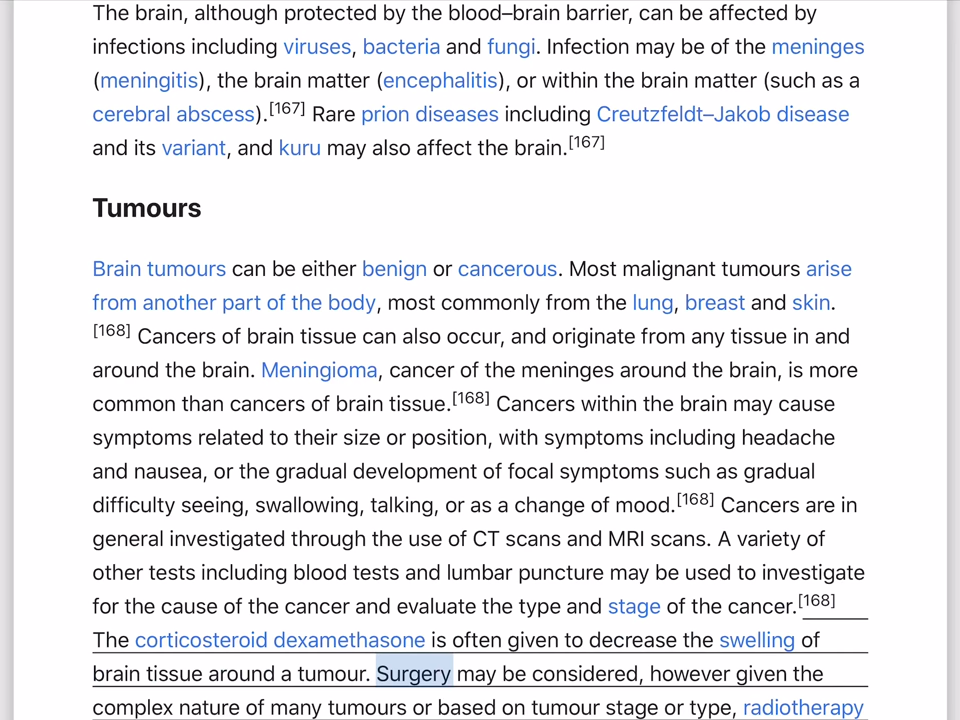 The brain, although protected by the blood–brain barrier, can be affected by
infections including viruses, bacteria and fungi. Infection may be of the meninges
(meningitis), the brain matter (encephalitis), or within the brain matter (such as a
cerebral abscess).[167] Rare prion diseases including Creutzfeldt–Jakob disease
and its variant, and kuru may also affect the brain.[167]
Tumours
Brain tumours can be either benign or cancerous. Most malignant tumours arise
from another part of the body, most commonly from the lung, breast and skin.
[168] Cancers of brain tissue can also occur, and originate from any tissue in and
around the brain. Meningioma, cancer of the meninges around the brain, is more
common than cancers of brain tissue.[168] Cancers within the brain may cause
symptoms related to their size or position, with symptoms including headache
and nausea, or the gradual development of focal symptoms such as gradual
difficulty seeing, swallowing, talking, or as a change of mood.[168] Cancers are in
general investigated through the use of CT scans and MRI scans. A variety of
other tests including blood tests and lumbar puncture may be used to investigate
for the cause of the cancer and evaluate the type and stage of the cancer.[168]
The corticosteroid dexamethasone is often given to decrease the swelling of
brain tissue around a tumour. Surgery may be considered, however given the
complex nature of many tumours or based on tumour stage or type, radiotherapy